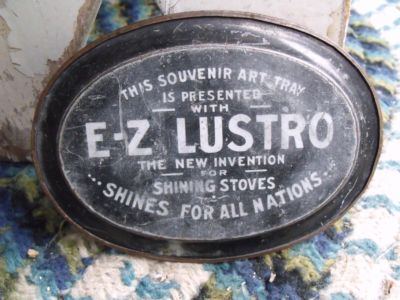 THIS SOUVENIR ART TRAY
IS PRESENTED
WITH
E-Z LUSTRO
THE NEW INVENTION
FOR
SHINING STOVES
...SHINES FOR ALL NATIONS...